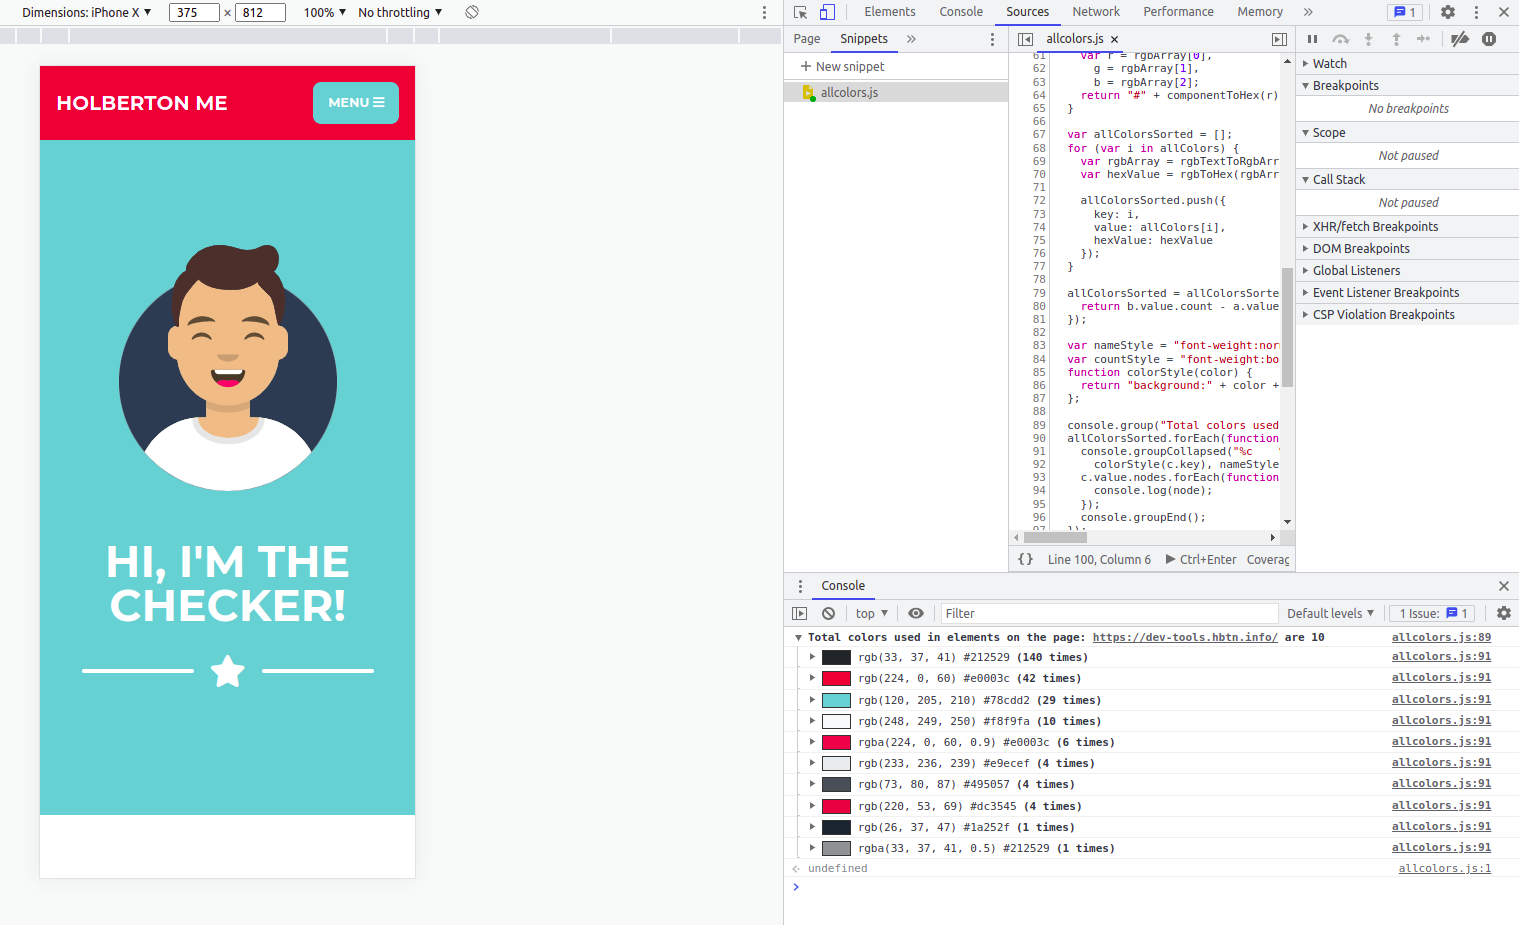 Dimensions: iPhone X ▼ 375 × 812 100% ▼ No throttling ▼
HOLBERTON ME
MENU ☰
HI, I'M THE
CHECKER!
Elements Console Sources Network Performance Memory » 1
Page Snippets »
+ New snippet
allcolors.js
allcolors.js ×
61 var r = rgbArray[0],
62 g = rgbArray[1],
63 b = rgbArray[2];
64 return "#" + componentToHex(r)
65 }
66
67 var allColorsSorted = [];
68 for (var i in allColors) {
69 var rgbArray = rgbTextToRgbArr
70 var hexValue = rgbToHex(rgbArr
71
72 allColorsSorted.push({
73 key: i,
74 value: allColors[i],
75 hexValue: hexValue
76 });
77 }
78
79 allColorsSorted = allColorsSorte
80 return b.value.count - a.value
81 });
82
83 var nameStyle = "font-weight:nor
84 var countStyle = "font-weight:bo
85 function colorStyle(color) {
86 return "background:" + color +
87 };
88
89 console.group("Total colors used
90 allColorsSorted.forEach(function
91 console.groupCollapsed("%c
92 colorStyle(c.key), nameStyle
93 c.value.nodes.forEach(function
94 console.log(node);
95 });
96 console.groupEnd();
97 });
{} Line 100, Column 6 ▶ Ctrl+Enter Coverag
Watch
Breakpoints
No breakpoints
Scope
Not paused
Call Stack
Not paused
XHR/fetch Breakpoints
DOM Breakpoints
Global Listeners
Event Listener Breakpoints
CSP Violation Breakpoints
Console
top ▼ Filter Default levels ▼ 1 Issue: 1
Total colors used in elements on the page: https://dev-tools.hbtn.info/ are 10 allcolors.js:89
rgb(33, 37, 41) #212529 (140 times) allcolors.js:91
rgb(224, 0, 60) #e0003c (42 times) allcolors.js:91
rgb(120, 205, 210) #78cdd2 (29 times) allcolors.js:91
rgb(248, 249, 250) #f8f9fa (10 times) allcolors.js:91
rgba(224, 0, 60, 0.9) #e0003c (6 times) allcolors.js:91
rgb(233, 236, 239) #e9ecef (4 times) allcolors.js:91
rgb(73, 80, 87) #495057 (4 times) allcolors.js:91
rgb(220, 53, 69) #dc3545 (4 times) allcolors.js:91
rgb(26, 37, 47) #1a252f (1 times) allcolors.js:91
rgba(33, 37, 41, 0.5) #212529 (1 times) allcolors.js:91
undefined allcolors.js:1